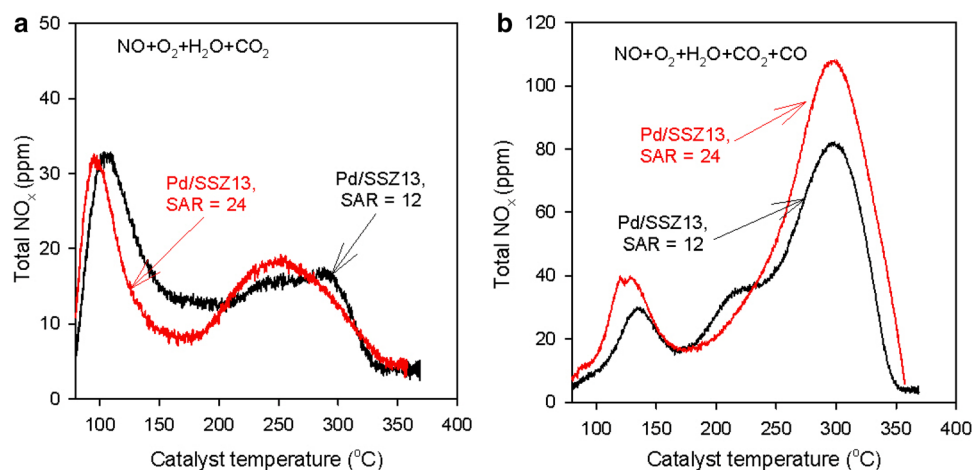 a
NO+O₂+H₂O+CO₂
Total NOₓ (ppm)
50
40
30
20
10
0
Pd/SSZ13,
SAR = 24
Pd/SSZ13,
SAR = 12
100 150 200 250 300 350 400
Catalyst temperature (⁰C)
b
NO+O₂+H₂O+CO₂+CO
Total NOₓ (ppm)
120
100
80
60
40
20
0
Pd/SSZ13,
SAR = 24
Pd/SSZ13,
SAR = 12
100 150 200 250 300 350 400
Catalyst temperature (⁰C)